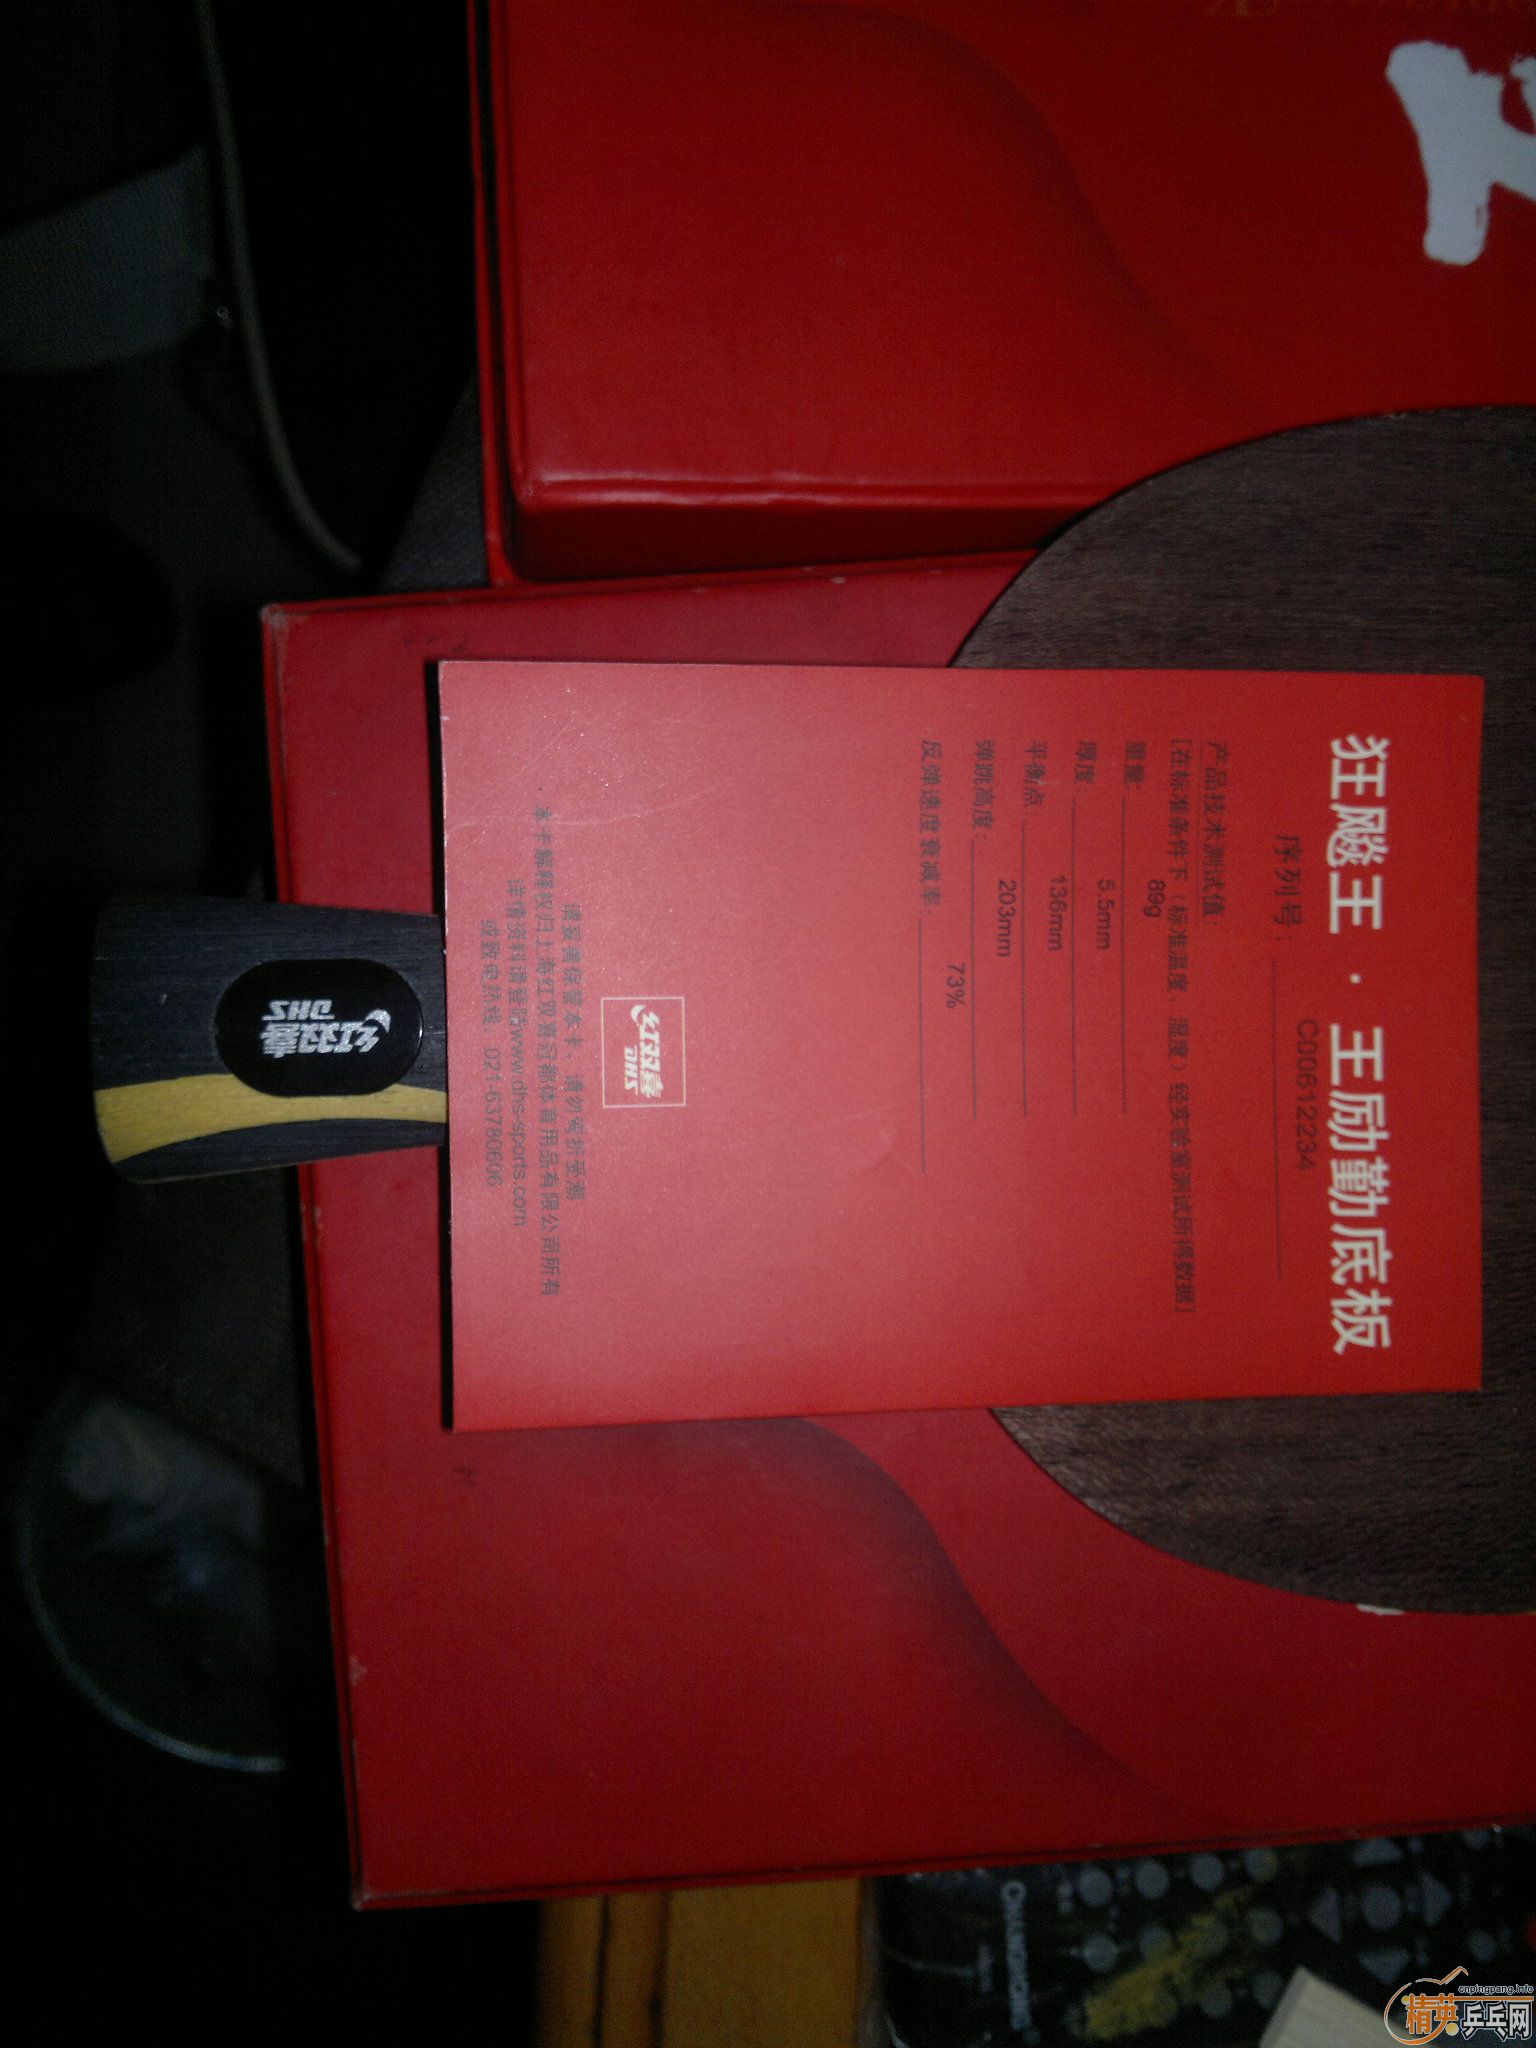 狂飚王·王励勤底板
序列号: C00612234
产品技术测试值:
[在标准条件下(标准温度、湿度)经实验室测试所得数据]
重量: 89g
厚度 5.5mm
平衡点 136mm
弹跳高度: 203mm
反弹速度衰减率: 73%
红双喜
DHS
请妥善保管本卡、请勿弯折受潮
本卡解释权归上海红双喜冠都体育用品有限公司所有
详情资料请登陆www.dhs-sports.com
或致电热线 021-63780606
红双喜
DHS
CHANGHONG
cnpingpang.info
精英乒乓网